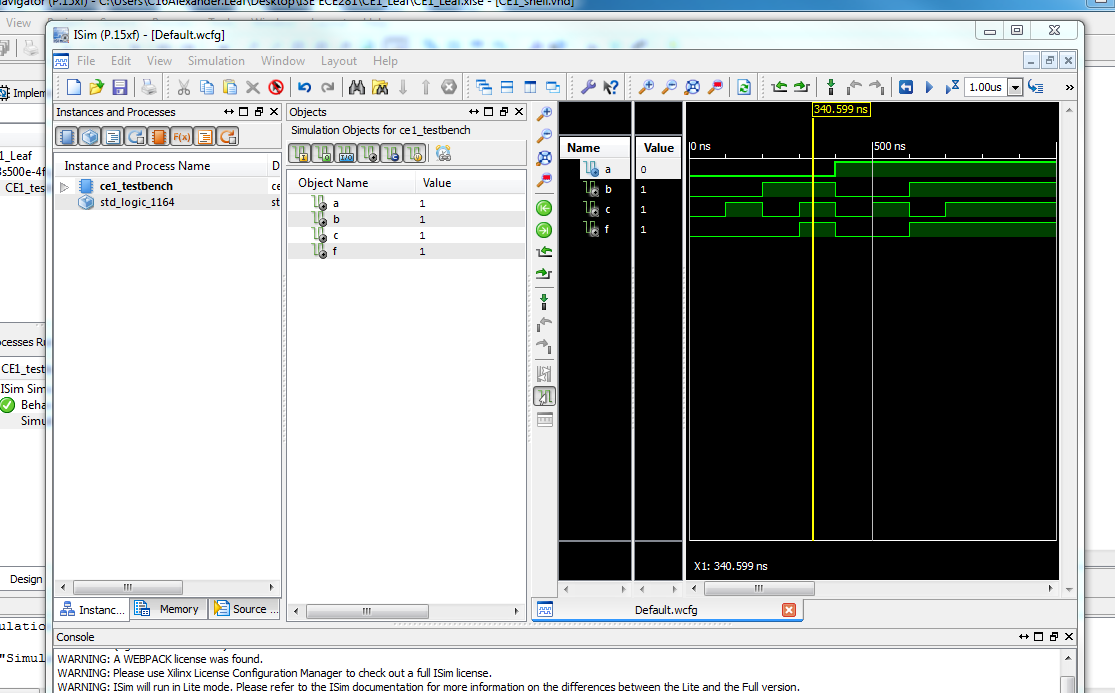 avigator (P.15xf) - C:\Users\C16Alexander.Leaf\Desktop\ISE ECE281\CE1_Leaf\CE1_Leaf.xise - [CE1_shell.vhd]
View
ISim (P.15xf) - [Default.wcfg]
File Edit View Simulation Window Layout Help
1.00us
»
Implem
Instances and Processes
Objects
Simulation Objects for ce1_testbench
340.599 ns
Instance and Process Name D
ce1_testbench ce
std_logic_1164 st
Object Name Value
a 1
b 1
c 1
f 1
Name Value
a 0
b 1
c 1
f 1
0 ns 500 ns
X1: 340.599 ns
1_Leaf
3s500e-4f
CE1_test
ocesses Ru
CE1_test
ISim Sim
Beha
Simu
Design
Instanc... Memory Source ...
Default.wcfg
Console
ulatio
"Simul
WARNING: A WEBPACK license was found.
WARNING: Please use Xilinx License Configuration Manager to check out a full ISim license.
WARNING: ISim will run in Lite mode. Please refer to the ISim documentation for more information on the differences between the Lite and the Full version.